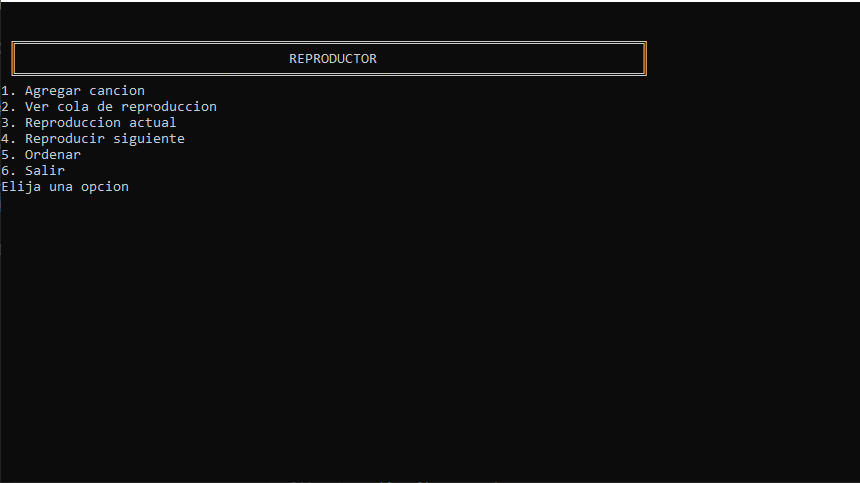 REPRODUCTOR
1. Agregar cancion
2. Ver cola de reproduccion
3. Reproduccion actual
4. Reproducir siguiente
5. Ordenar
6. Salir
Elija una opcion